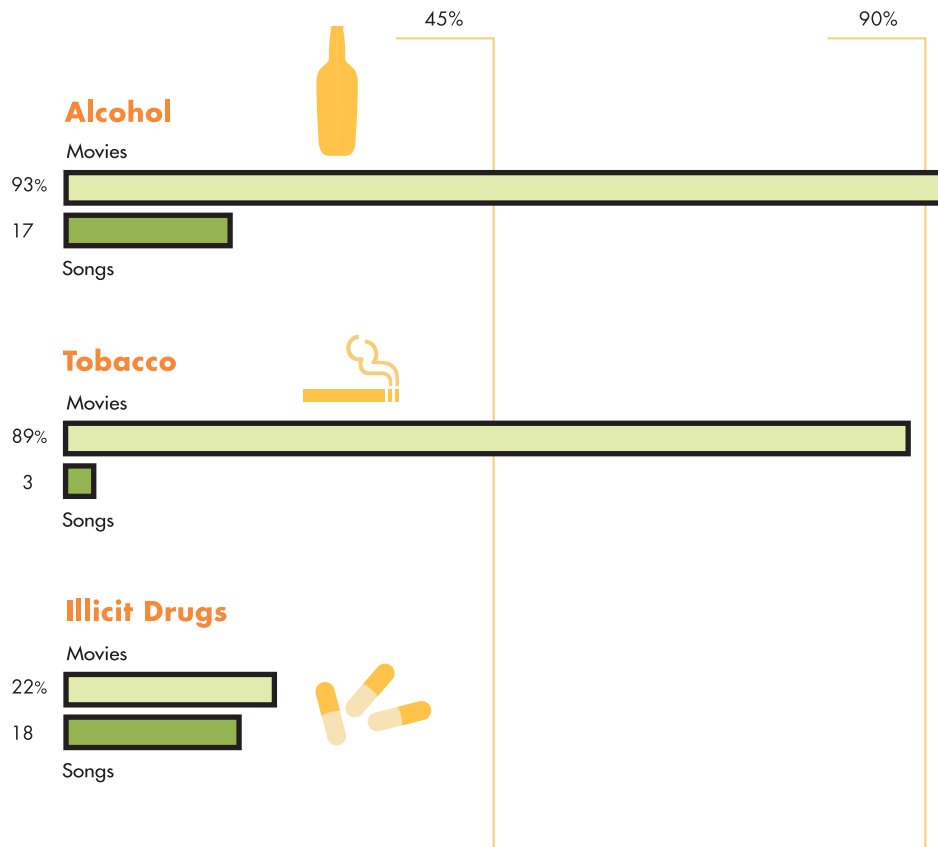 45%
90%
Alcohol
Movies
93%
17
Songs
Tobacco
Movies
89%
3
Songs
Illicit Drugs
Movies
22%
18
Songs